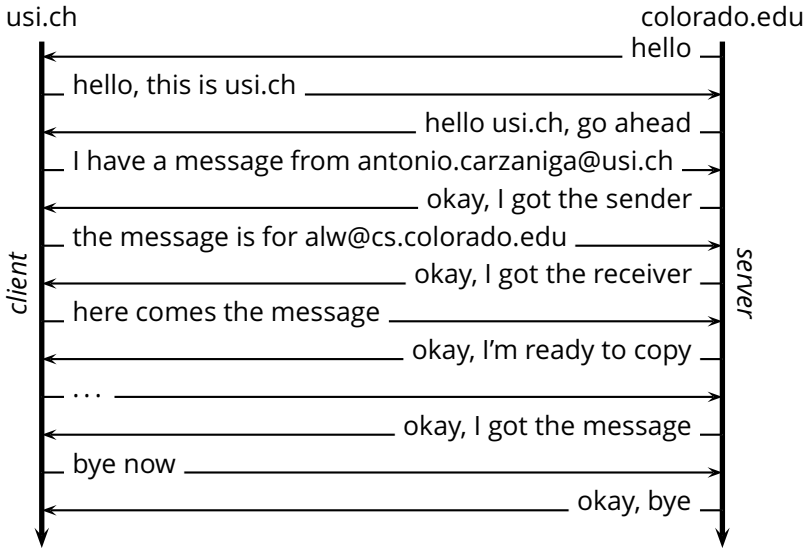 usi.ch
colorado.edu
hello
hello, this is usi.ch
hello usi.ch, go ahead
I have a message from antonio.carzaniga@usi.ch
okay, I got the sender
the message is for alw@cs.colorado.edu
okay, I got the receiver
client
server
here comes the message
okay, I’m ready to copy
. . .
okay, I got the message
bye now
okay, bye